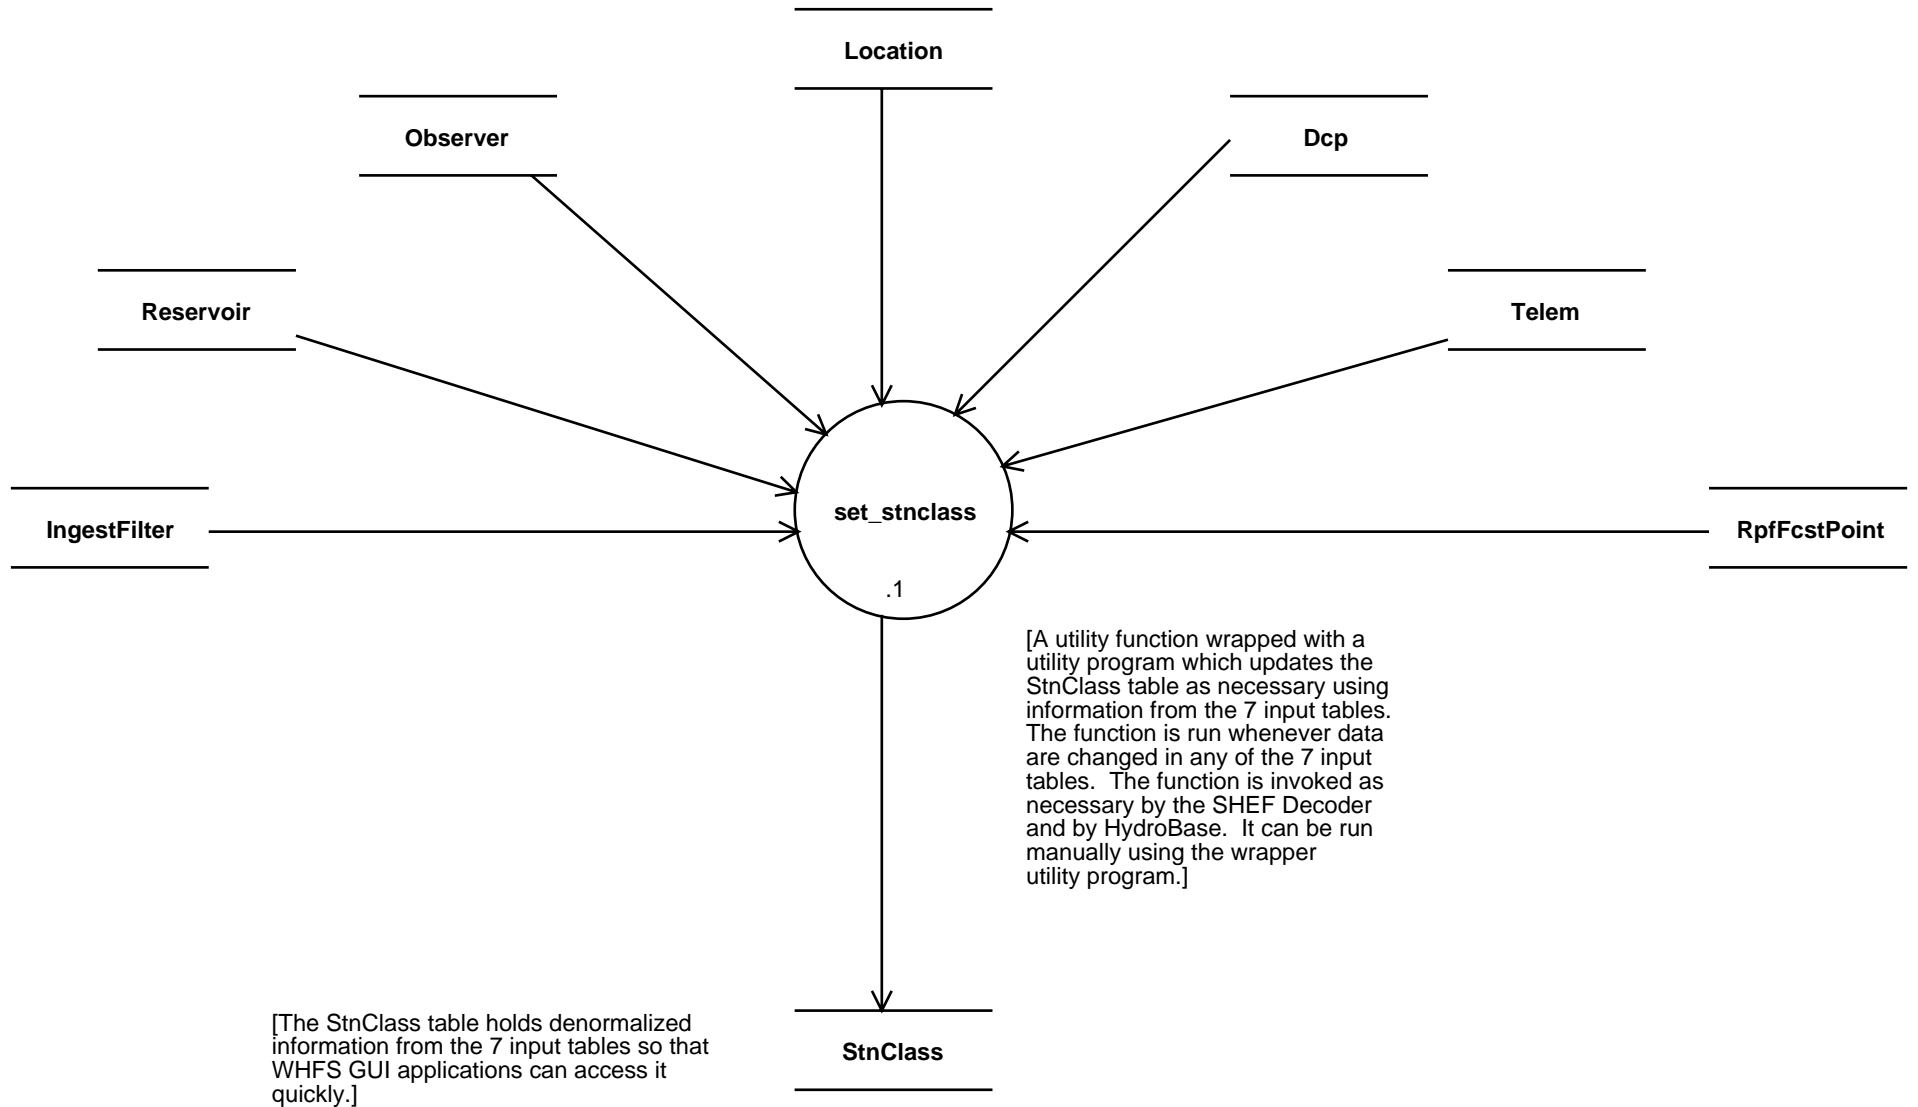 Location
Observer
Dcp
Reservoir
Telem
set_stnclass
IngestFilter
RpfFcstPoint
.1
[A utility function wrapped with a
utility program which updates the
StnClass table as necessary using
information from the 7 input tables.
The function is run whenever data
are changed in any of the 7 input
tables.  The function is invoked as
necessary by the SHEF Decoder
and by HydroBase.  It can be run
manually using the wrapper
utility program.]
[The StnClass table holds denormalized
information from the 7 input tables so that
WHFS GUI applications can access it
quickly.]
StnClass